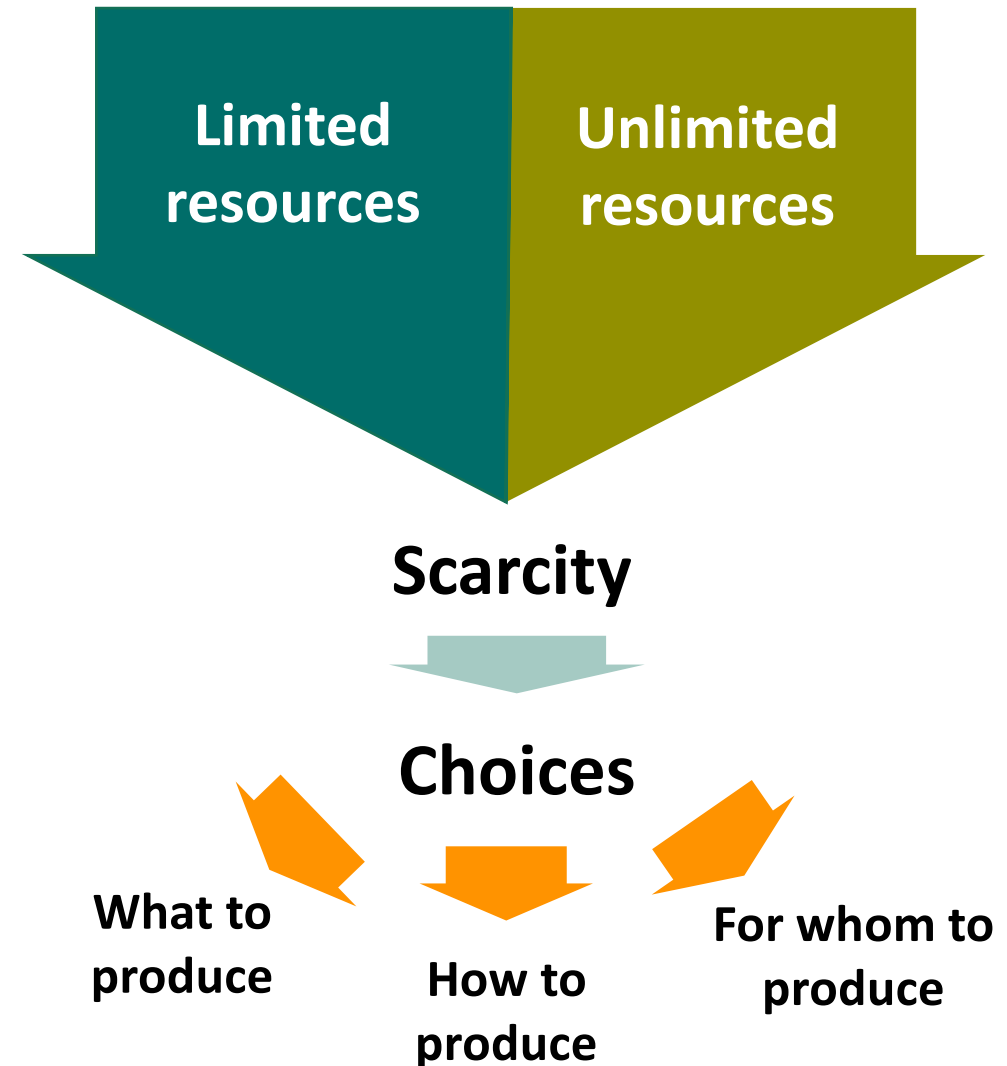 Limited
resources
Unlimited
resources
Scarcity
Choices
What to
produce
How to
produce
For whom to
produce